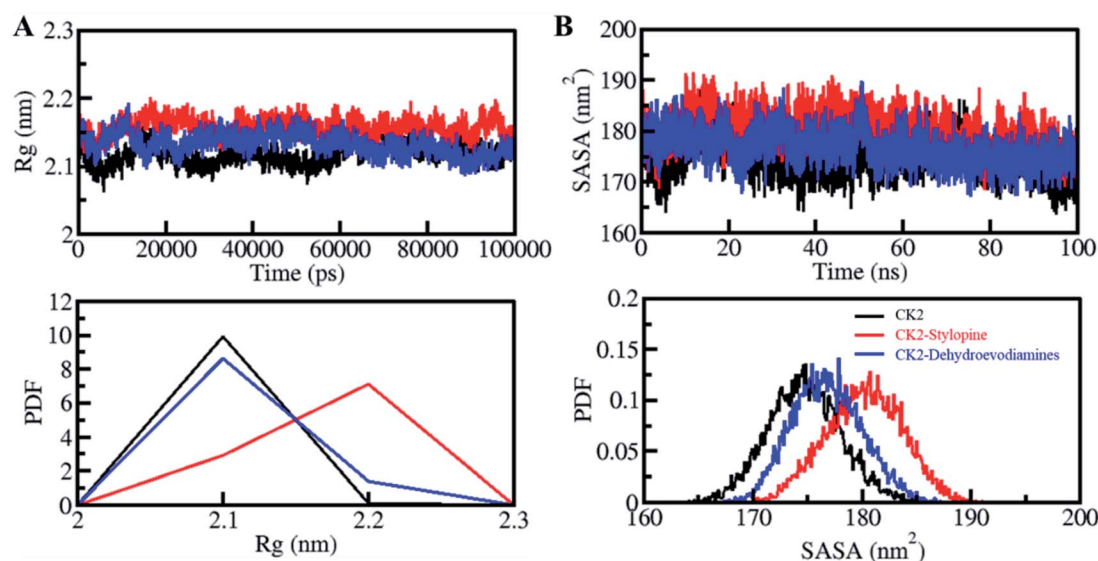 A
Rg (nm)
2.3
2.2
2.1
2
0 20000 40000 60000 80000 100000
Time (ps)
B
SASA (nm2)
200
190
180
170
160
0 20 40 60 80 100
Time (ns)
PDF
12
10
8
6
4
2
0
2 2.1 2.2 2.3
Rg (nm)
PDF
0.2
0.15
0.1
0.05
0
CK2
CK2-Stylopine
CK2-Dehydroevodiamines
160 170 180 190 200
SASA (nm2)